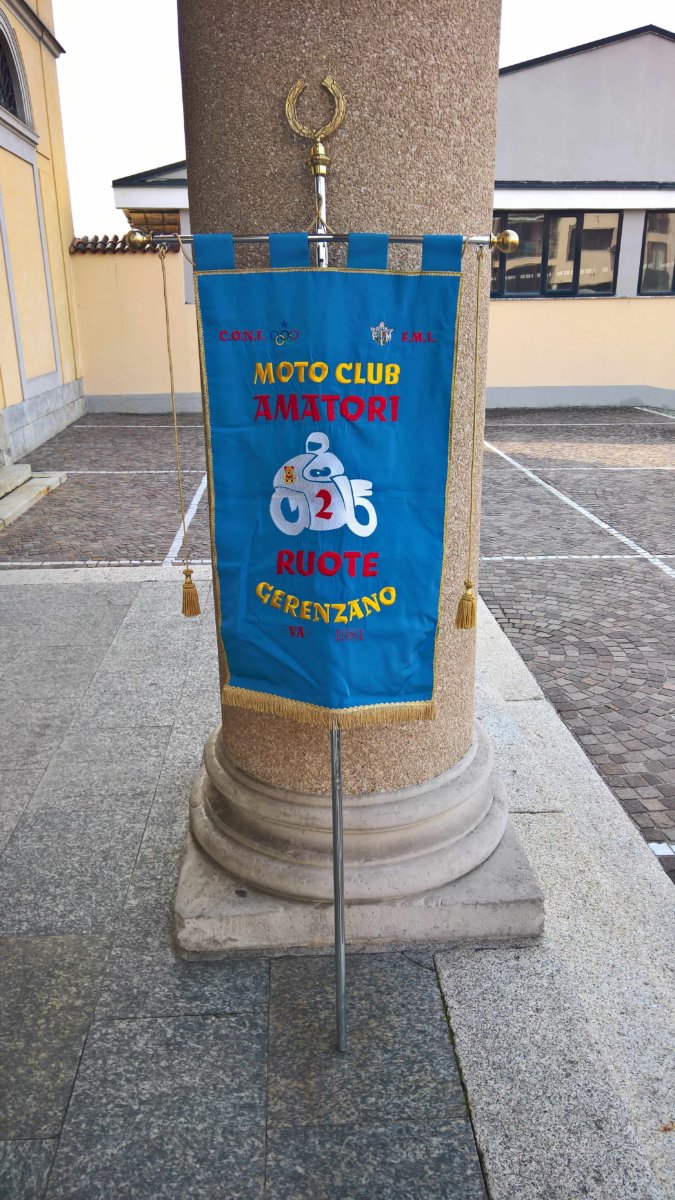 C.O.N.I. F.M.I.
MOTO CLUB
AMATORI
2
RUOTE
GERENZANO
-VA- 1981